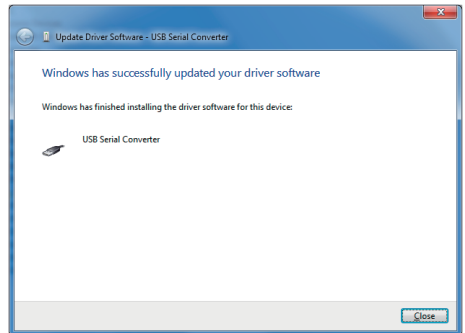 Update Driver Software - USB Serial Converter
Windows has successfully updated your driver software
Windows has finished installing the driver software for this device:
USB Serial Converter
Close